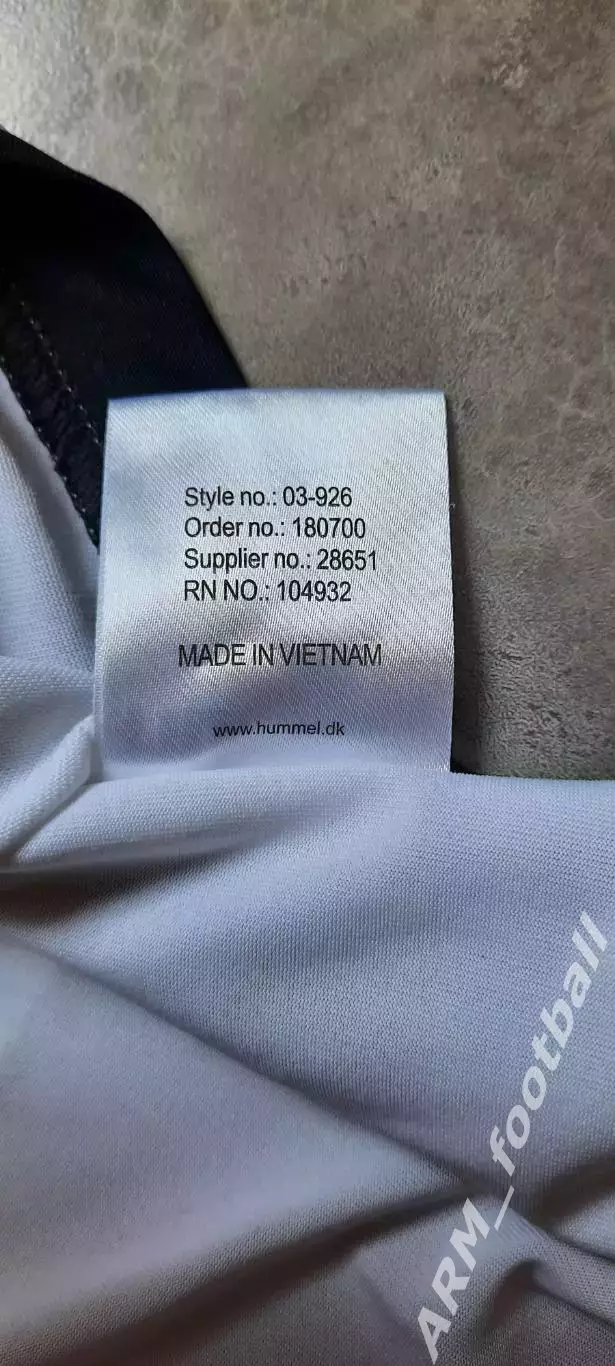 Style no.: 03-926
Order no.: 180700
Supplier no.: 28651
RN NO.: 104932
MADE IN VIETNAM
www.hummel.dk
ARM_football